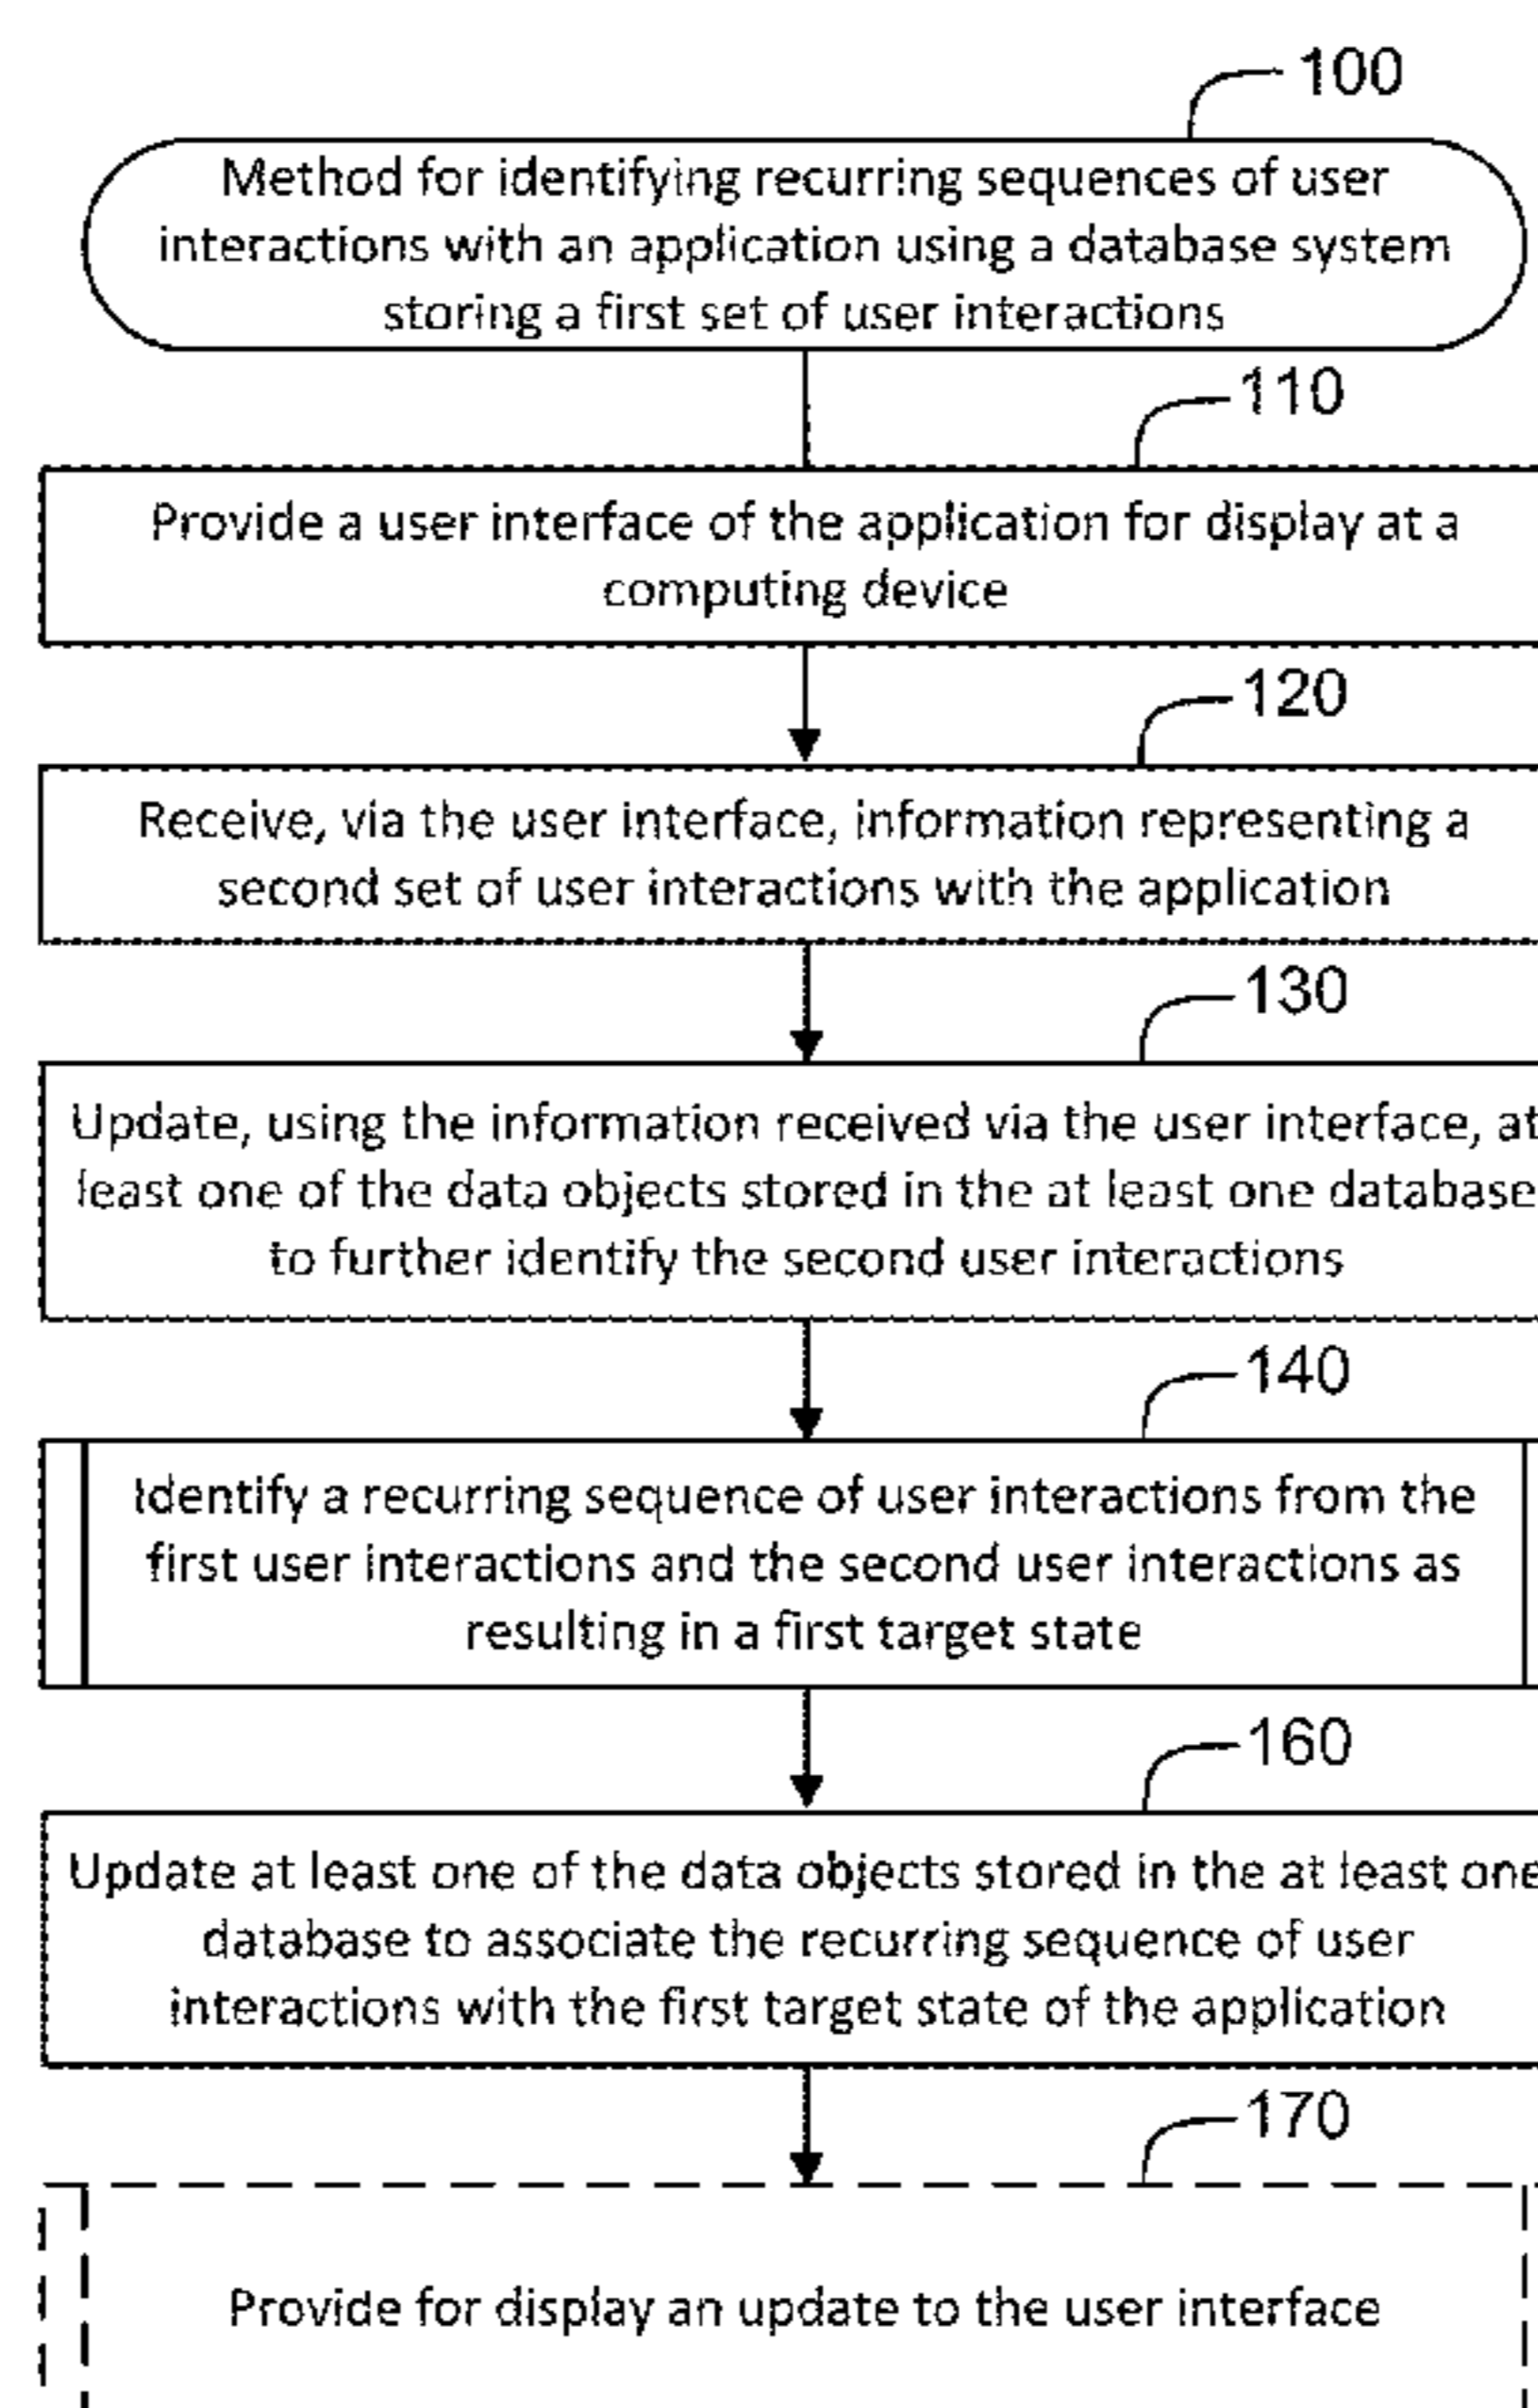 100
Method for identifying recurring sequences of user
interactions with an application using a database system
storing a first set of user interactions
110
Provide a user interface of the application for display at a
computing device
120
Receive, via the user interface, information representing a
second set of user interactions with the application
130
Update, using the information received via the user interface, at
least one of the data objects stored in the at least one database
to further identify the second user interactions
140
Identify a recurring sequence of user interactions from the
first user interactions and the second user interactions as
resulting in a first target state
160
Update at least one of the data objects stored in the at least one
database to associate the recurring sequence of user
interactions with the first target state of the application
170
Provide for display an update to the user interface